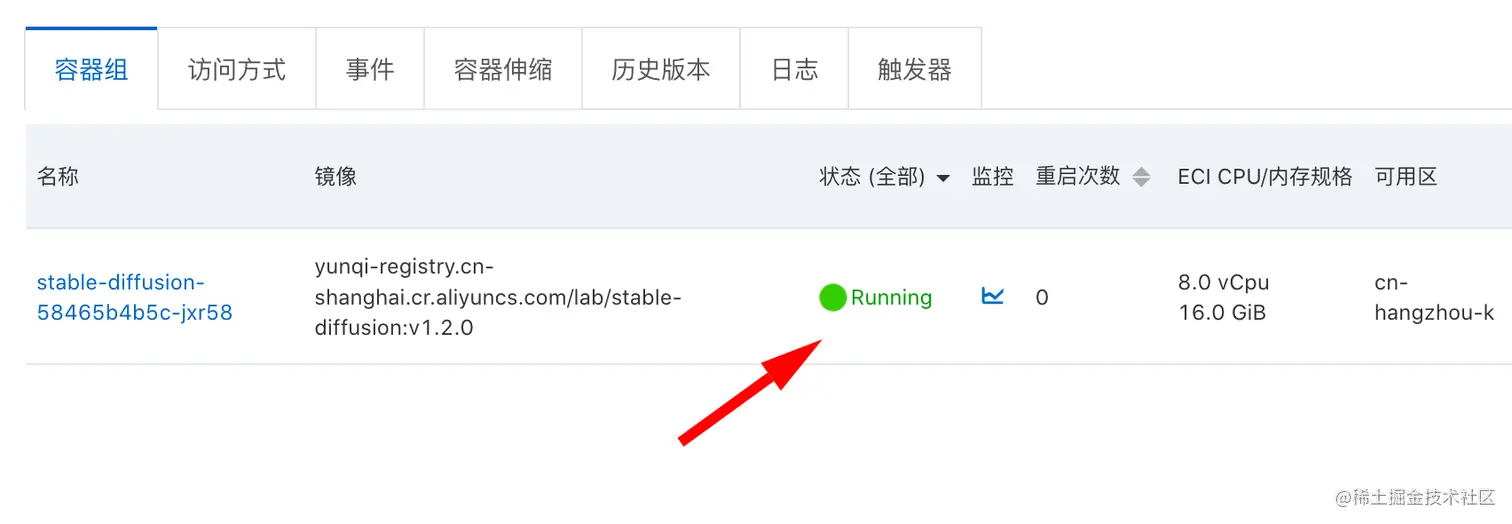 容器组 访问方式 事件 容器伸缩 历史版本 日志 触发器
名称 镜像 状态 (全部) 监控 重启次数 ECI CPU/内存规格 可用区
stable-diffusion-
58465b4b5c-jxr58
yunqi-registry.cn-
shanghai.cr.aliyuncs.com/lab/stable-
diffusion:v1.2.0
Running
0
8.0 vCpu
16.0 GiB
cn-
hangzhou-k
@稀土掘金技术社区